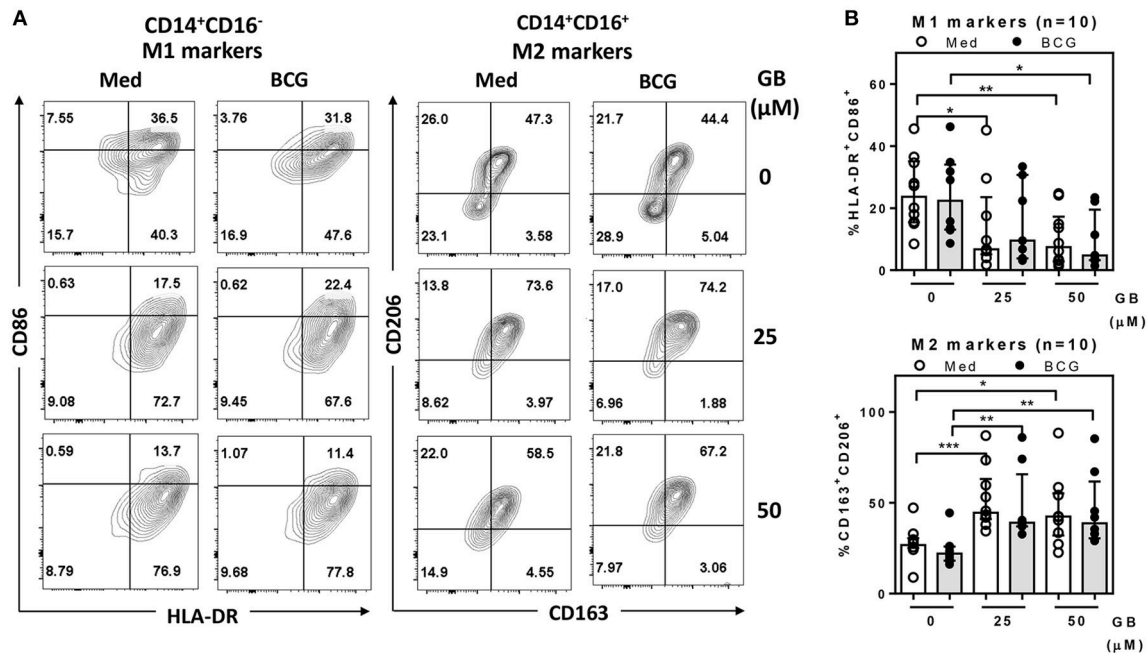 A
CD14⁺CD16⁻
M1 markers
CD14⁺CD16⁺
M2 markers
Med
BCG
Med
BCG
GB
(µM)
7.55 36.5
15.7 40.3
3.76 31.8
16.9 47.6
26.0 47.3
23.1 3.58
21.7 44.4
28.9 5.04
0
0.63 17.5
9.08 72.7
0.62 22.4
9.45 67.6
13.8 73.6
8.62 3.97
17.0 74.2
6.96 1.88
25
0.59 13.7
8.79 76.9
1.07 11.4
9.68 77.8
22.0 58.5
14.9 4.55
21.8 67.2
7.97 3.06
50
CD86
HLA-DR
CD206
CD163
B
M1 markers (n=10)
Med BCG
%HLA-DR⁺CD86⁺
60
40
20
0
*
**
*
0 25 50 GB
(µM)
M2 markers (n=10)
Med BCG
%CD163⁺CD206⁺
100
50
0
*
**
**
***
0 25 50 GB
(µM)